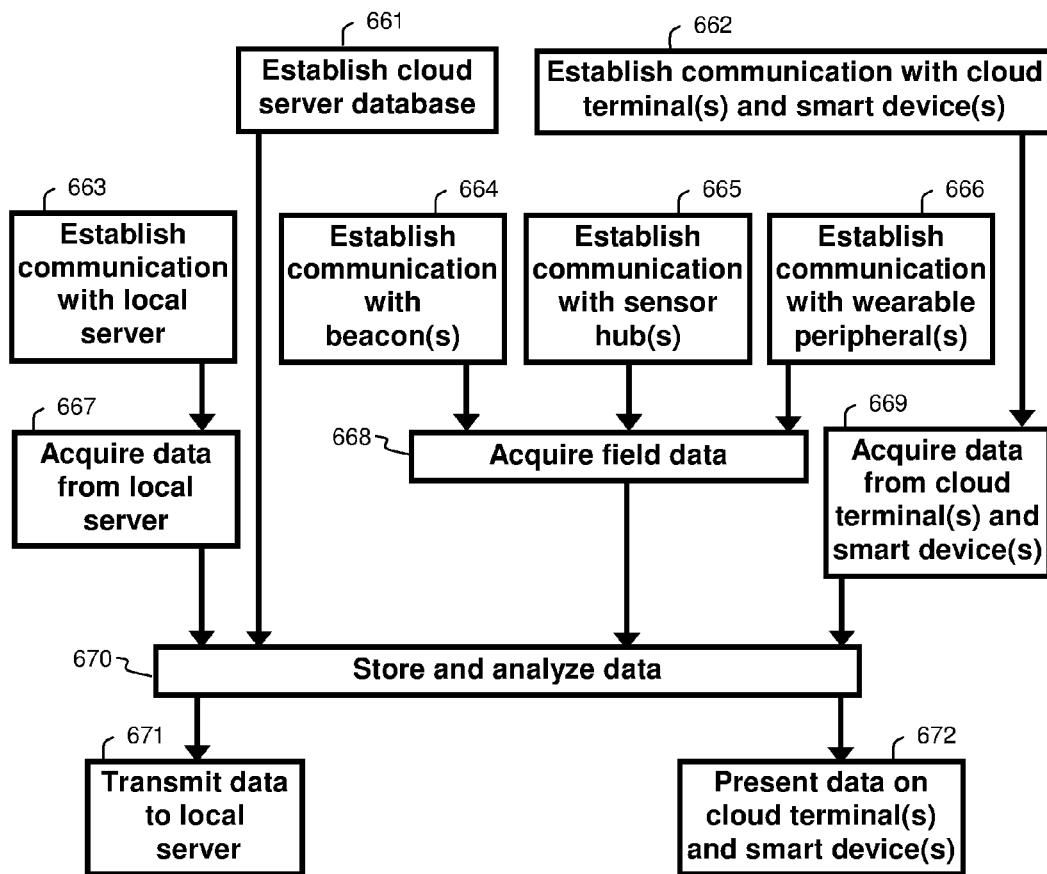 661
Establish cloud
server database
662
Establish communication with cloud
terminal(s) and smart device(s)
663
Establish
communication
with local
server
664
Establish
communication
with
beacon(s)
665
Establish
communication
with sensor
hub(s)
666
Establish
communication
with wearable
peripheral(s)
667
Acquire data
from local
server
668
Acquire field data
669
Acquire data
from cloud
terminal(s) and
smart device(s)
670
Store and analyze data
671
Transmit data
to local
server
672
Present data on
cloud terminal(s)
and smart device(s)